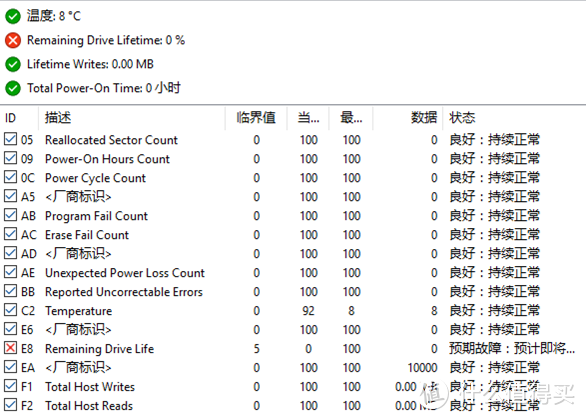 温度: 8 °C
Remaining Drive Lifetime: 0 %
Lifetime Writes: 0.00 MB
Total Power-On Time: 0 小时
ID 描述 临界值 当... 最... 数据 状态
05 Reallocated Sector Count 0 100 100 0 良好：持续正常
09 Power-On Hours Count 0 100 100 0 良好：持续正常
0C Power Cycle Count 0 100 100 0 良好：持续正常
A5 <厂商标识> 0 100 100 0 良好：持续正常
AB Program Fail Count 0 100 100 0 良好：持续正常
AC Erase Fail Count 0 100 100 0 良好：持续正常
AD <厂商标识> 0 100 100 0 良好：持续正常
AE Unexpected Power Loss Count 0 100 100 0 良好：持续正常
BB Reported Uncorrectable Errors 0 100 100 0 良好：持续正常
C2 Temperature 0 92 8 8 良好：持续正常
E6 <厂商标识> 0 100 100 0 良好：持续正常
E8 Remaining Drive Life 5 0 100 0 预期故障：预计即将...
EA <厂商标识> 0 100 100 10000 良好：持续正常
F1 Total Host Writes 0 100 100 0.00 良好：持续正常
F2 Total Host Reads 0 100 100 0.00 良好：持续正常
值 什么值得买